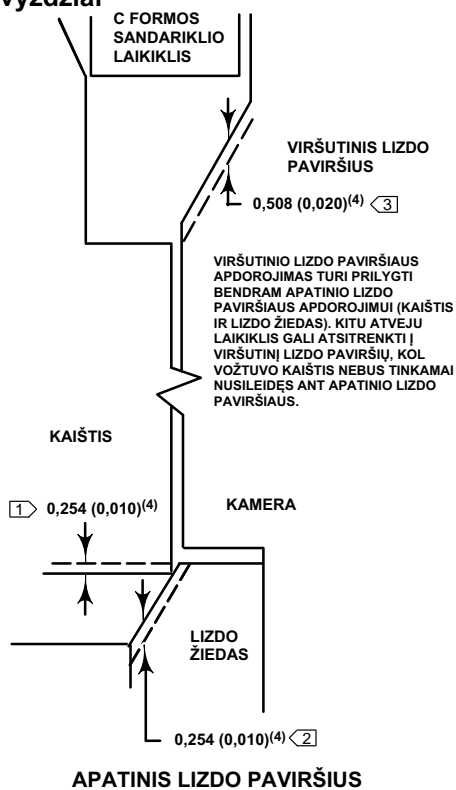 C FORMOS
SANDARIKLIO
LAIKIKLIS
VIRŠUTINIS LIZDO
PAVIRŠIUS
0,508 (0,020)(4) 3
VIRŠUTINIO LIZDO PAVIRŠIAUS
APDOROJIMAS TURI PRILYGTI
BENDRAM APATINIO LIZDO
PAVIRŠIAUS APDOROJIMUI (KAIŠTIS
IR LIZDO ŽIEDAS). KITU ATVEJU
LAIKIKLIS GALI ATSITRENKTI Į
VIRŠUTINĮ LIZDO PAVIRŠIŲ, KOL
VOŽTUVO KAIŠTIS NEBUS TINKAMAI
NUSILEIDĘS ANT APATINIO LIZDO
PAVIRŠIAUS.
KAIŠTIS
1 0,254 (0,010)(4)
KAMERA
LIZDO
ŽIEDAS
0,254 (0,010)(4) 2
APATINIS LIZDO PAVIRŠIUS